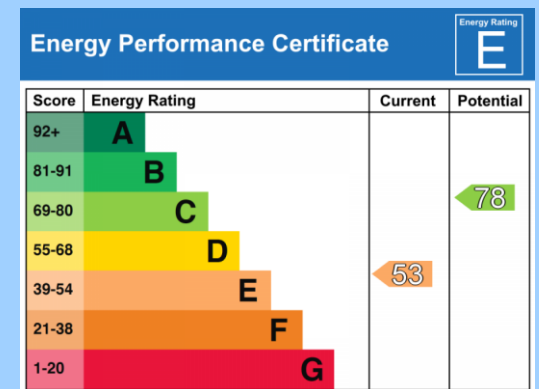 Energy Performance Certificate
Energy Rating
E
Score Energy Rating Current Potential
92+ A
81-91 B
69-80 C 78
55-68 D
39-54 E 53
21-38 F
1-20 G